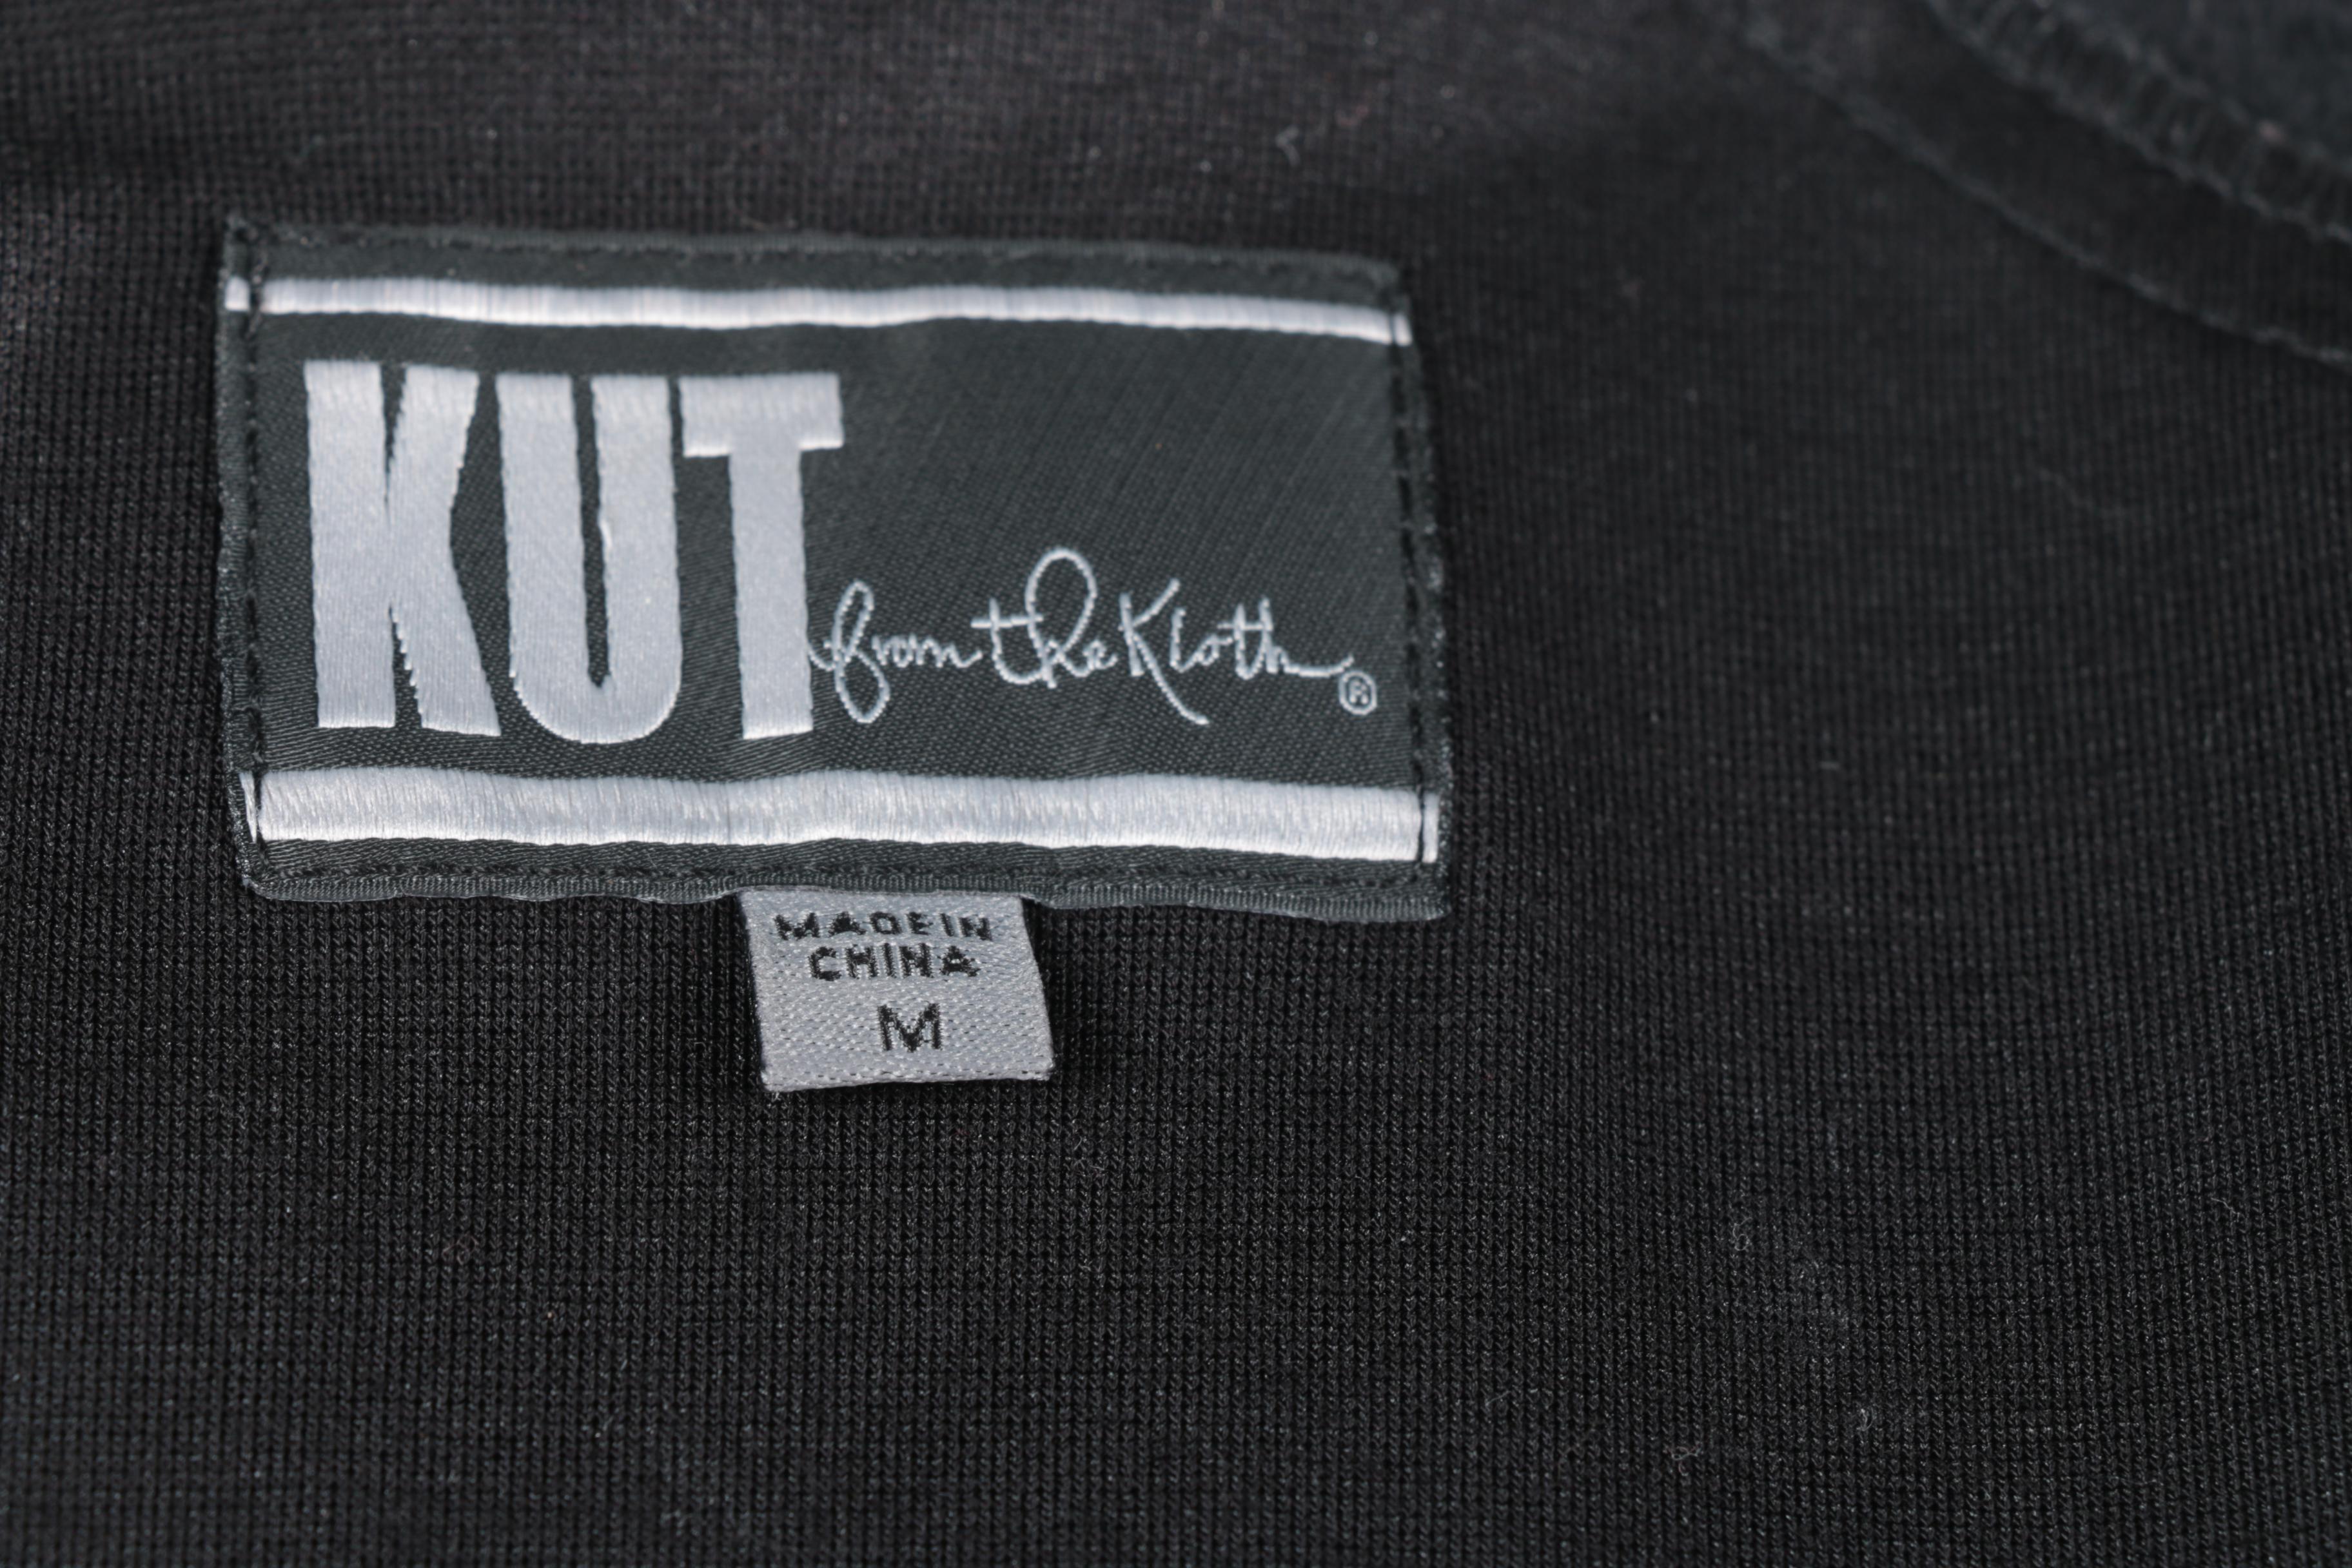 KUT from the Kloth®
MADE IN
CHINA
M